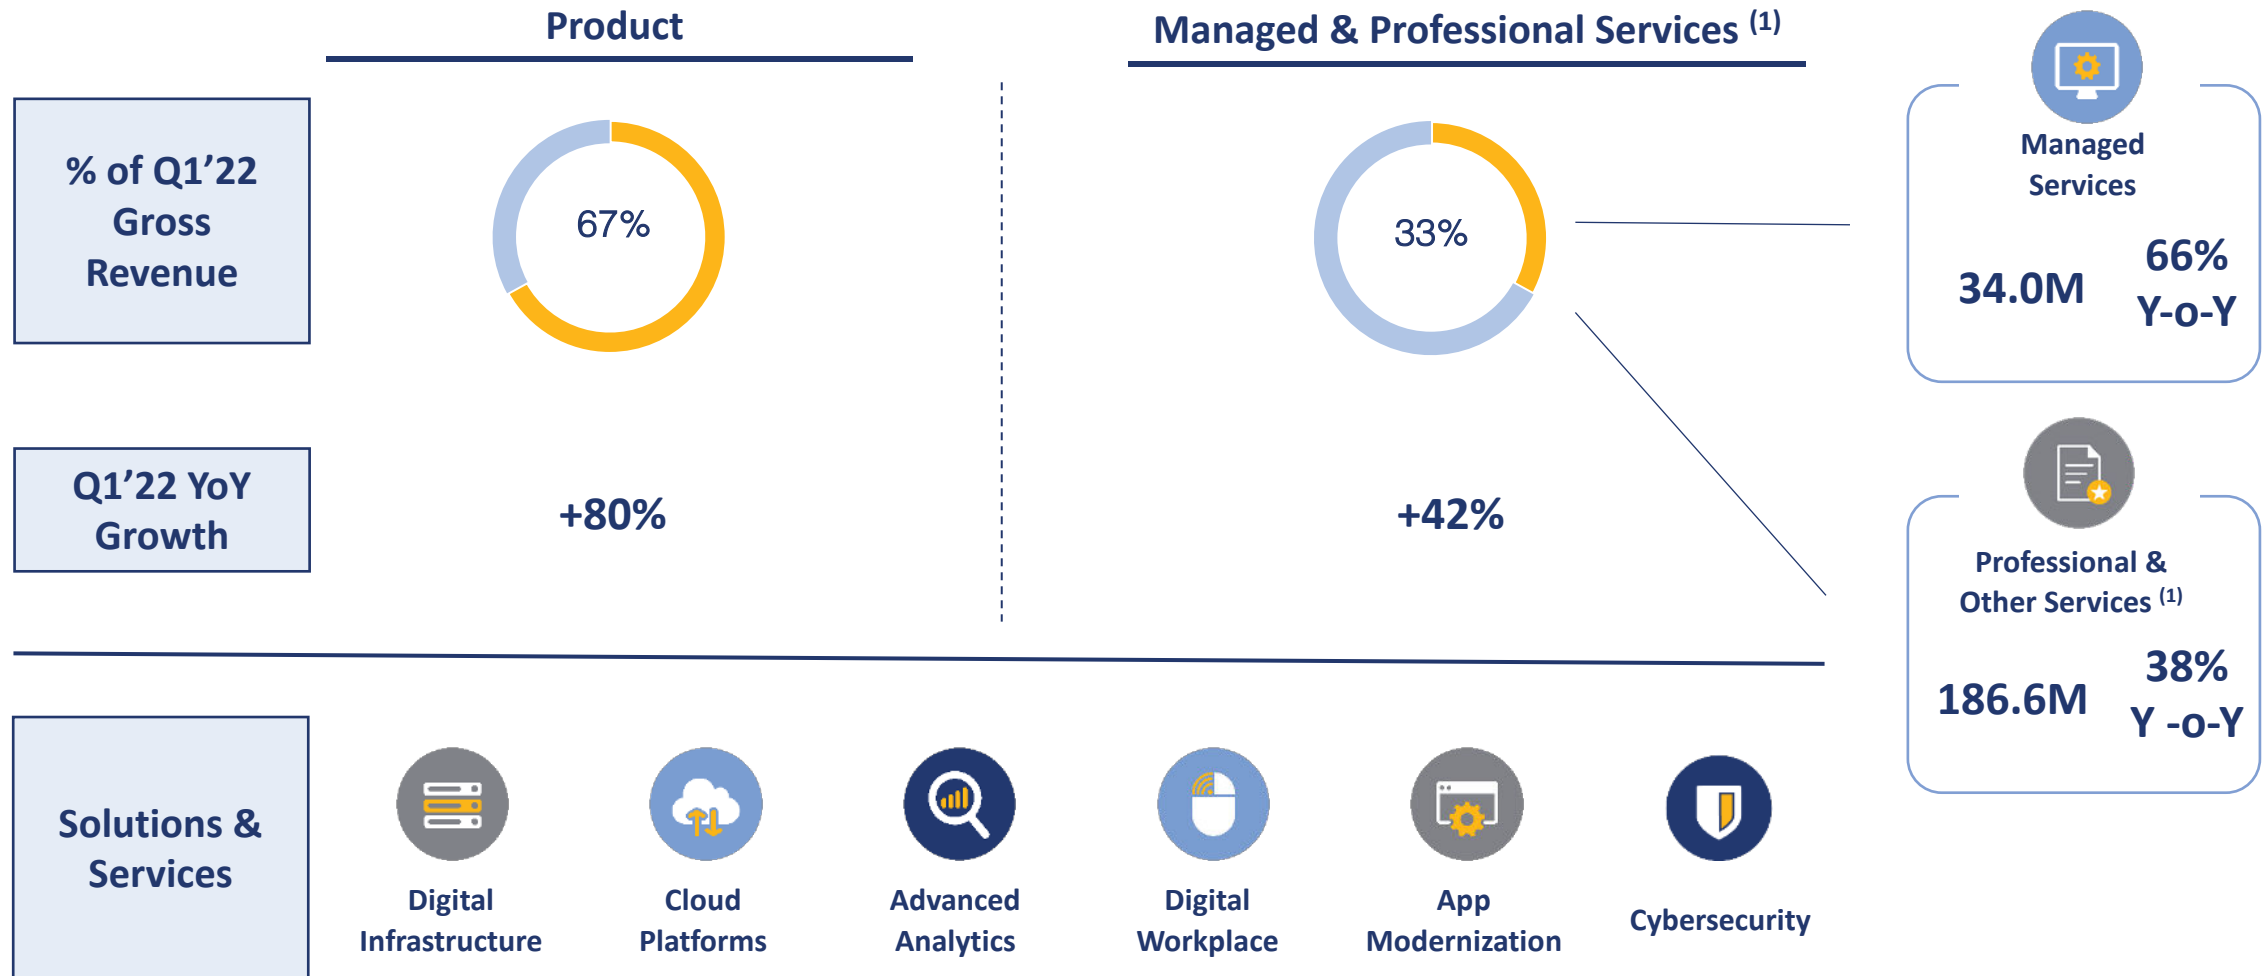 Product
Managed & Professional Services (1)
% of Q1’22
Gross
Revenue
67%
33%
Managed
Services
34.0M
66%
Y-o-Y
Q1’22 YoY
Growth
+80%
+42%
Professional &
Other Services (1)
186.6M
38%
Y -o-Y
Solutions &
Services
Digital
Infrastructure
Cloud
Platforms
Advanced
Analytics
Digital
Workplace
App
Modernization
Cybersecurity